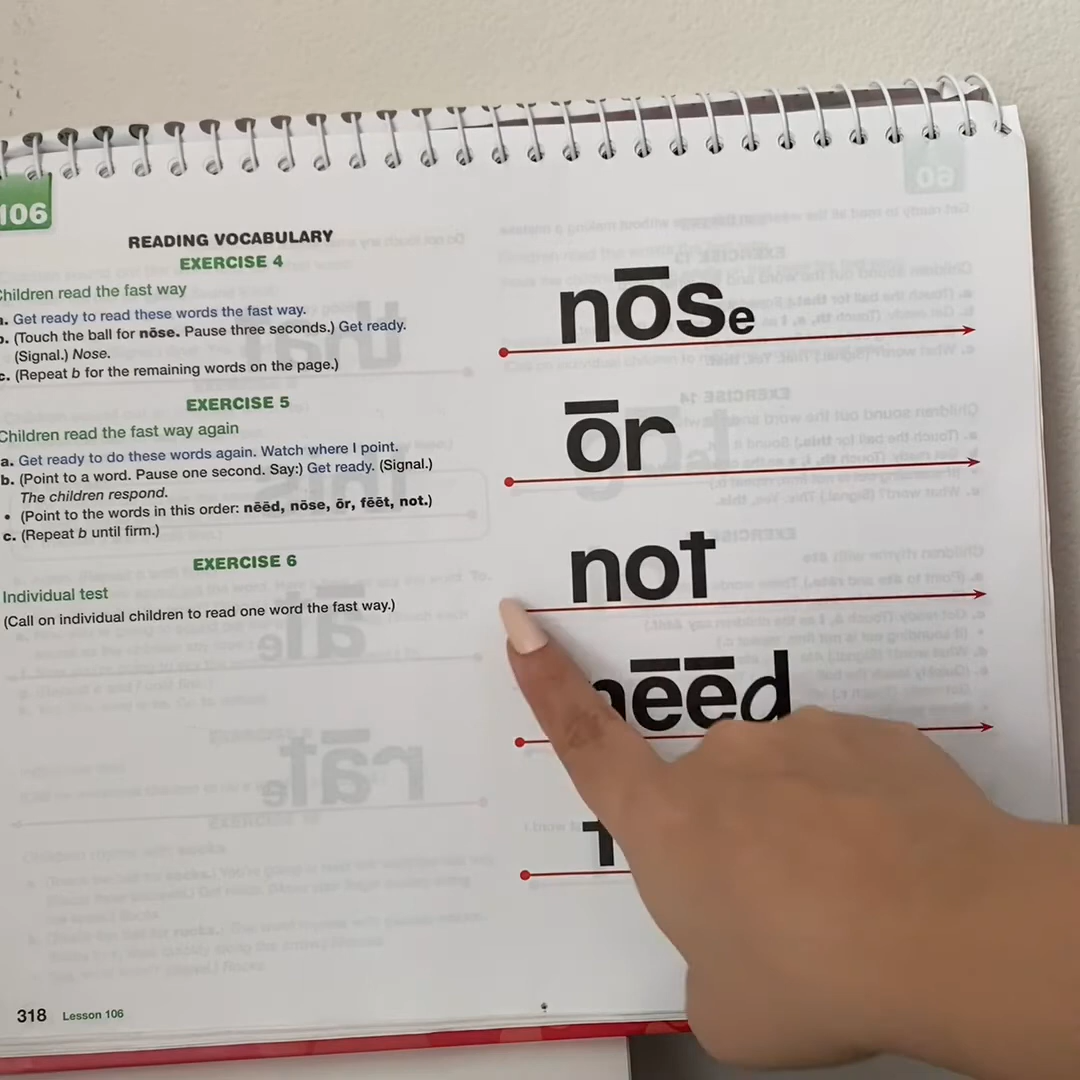 106
READING VOCABULARY
EXERCISE 4
Children read the fast way
a. Get ready to read these words the fast way.
b. (Touch the ball for nōse. Pause three seconds.) Get ready.
(Signal.) Nose.
c. (Repeat b for the remaining words on the page.)
EXERCISE 5
Children read the fast way again
a. Get ready to do these words again. Watch where I point.
b. (Point to a word. Pause one second. Say:) Get ready. (Signal.)
The children respond.
• (Point to the words in this order: nēēd, nōse, ōr, fēēt, not.)
c. (Repeat b until firm.)
EXERCISE 6
Individual test
(Call on individual children to read one word the fast way.)
nōse
ōr
not
nēēd
318 Lesson 106